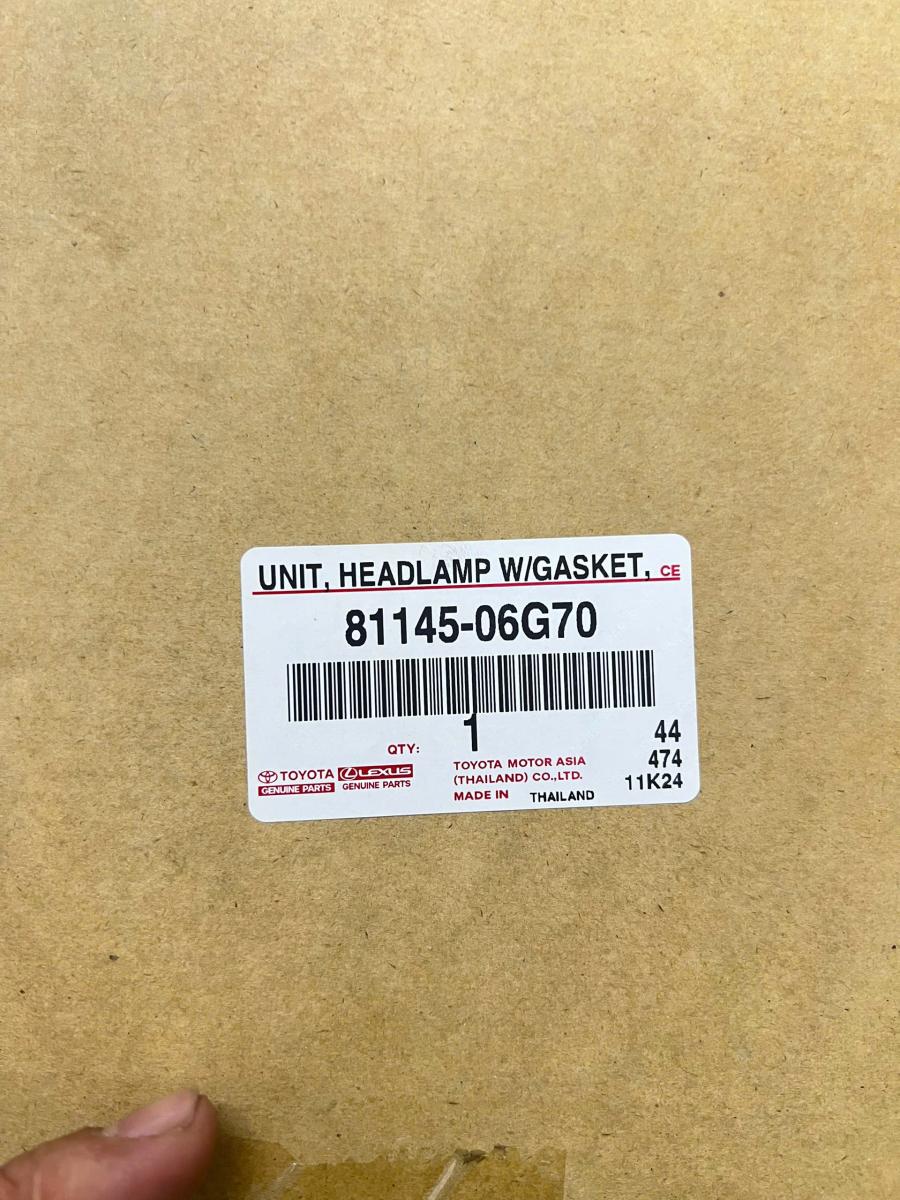 UNIT, HEADLAMP W/GASKET, CE
81145-06G70
QTY: 1
44
474
11K24
TOYOTA
GENUINE PARTS
LEXUS
GENUINE PARTS
TOYOTA MOTOR ASIA
(THAILAND) CO.,LTD.
MADE IN THAILAND